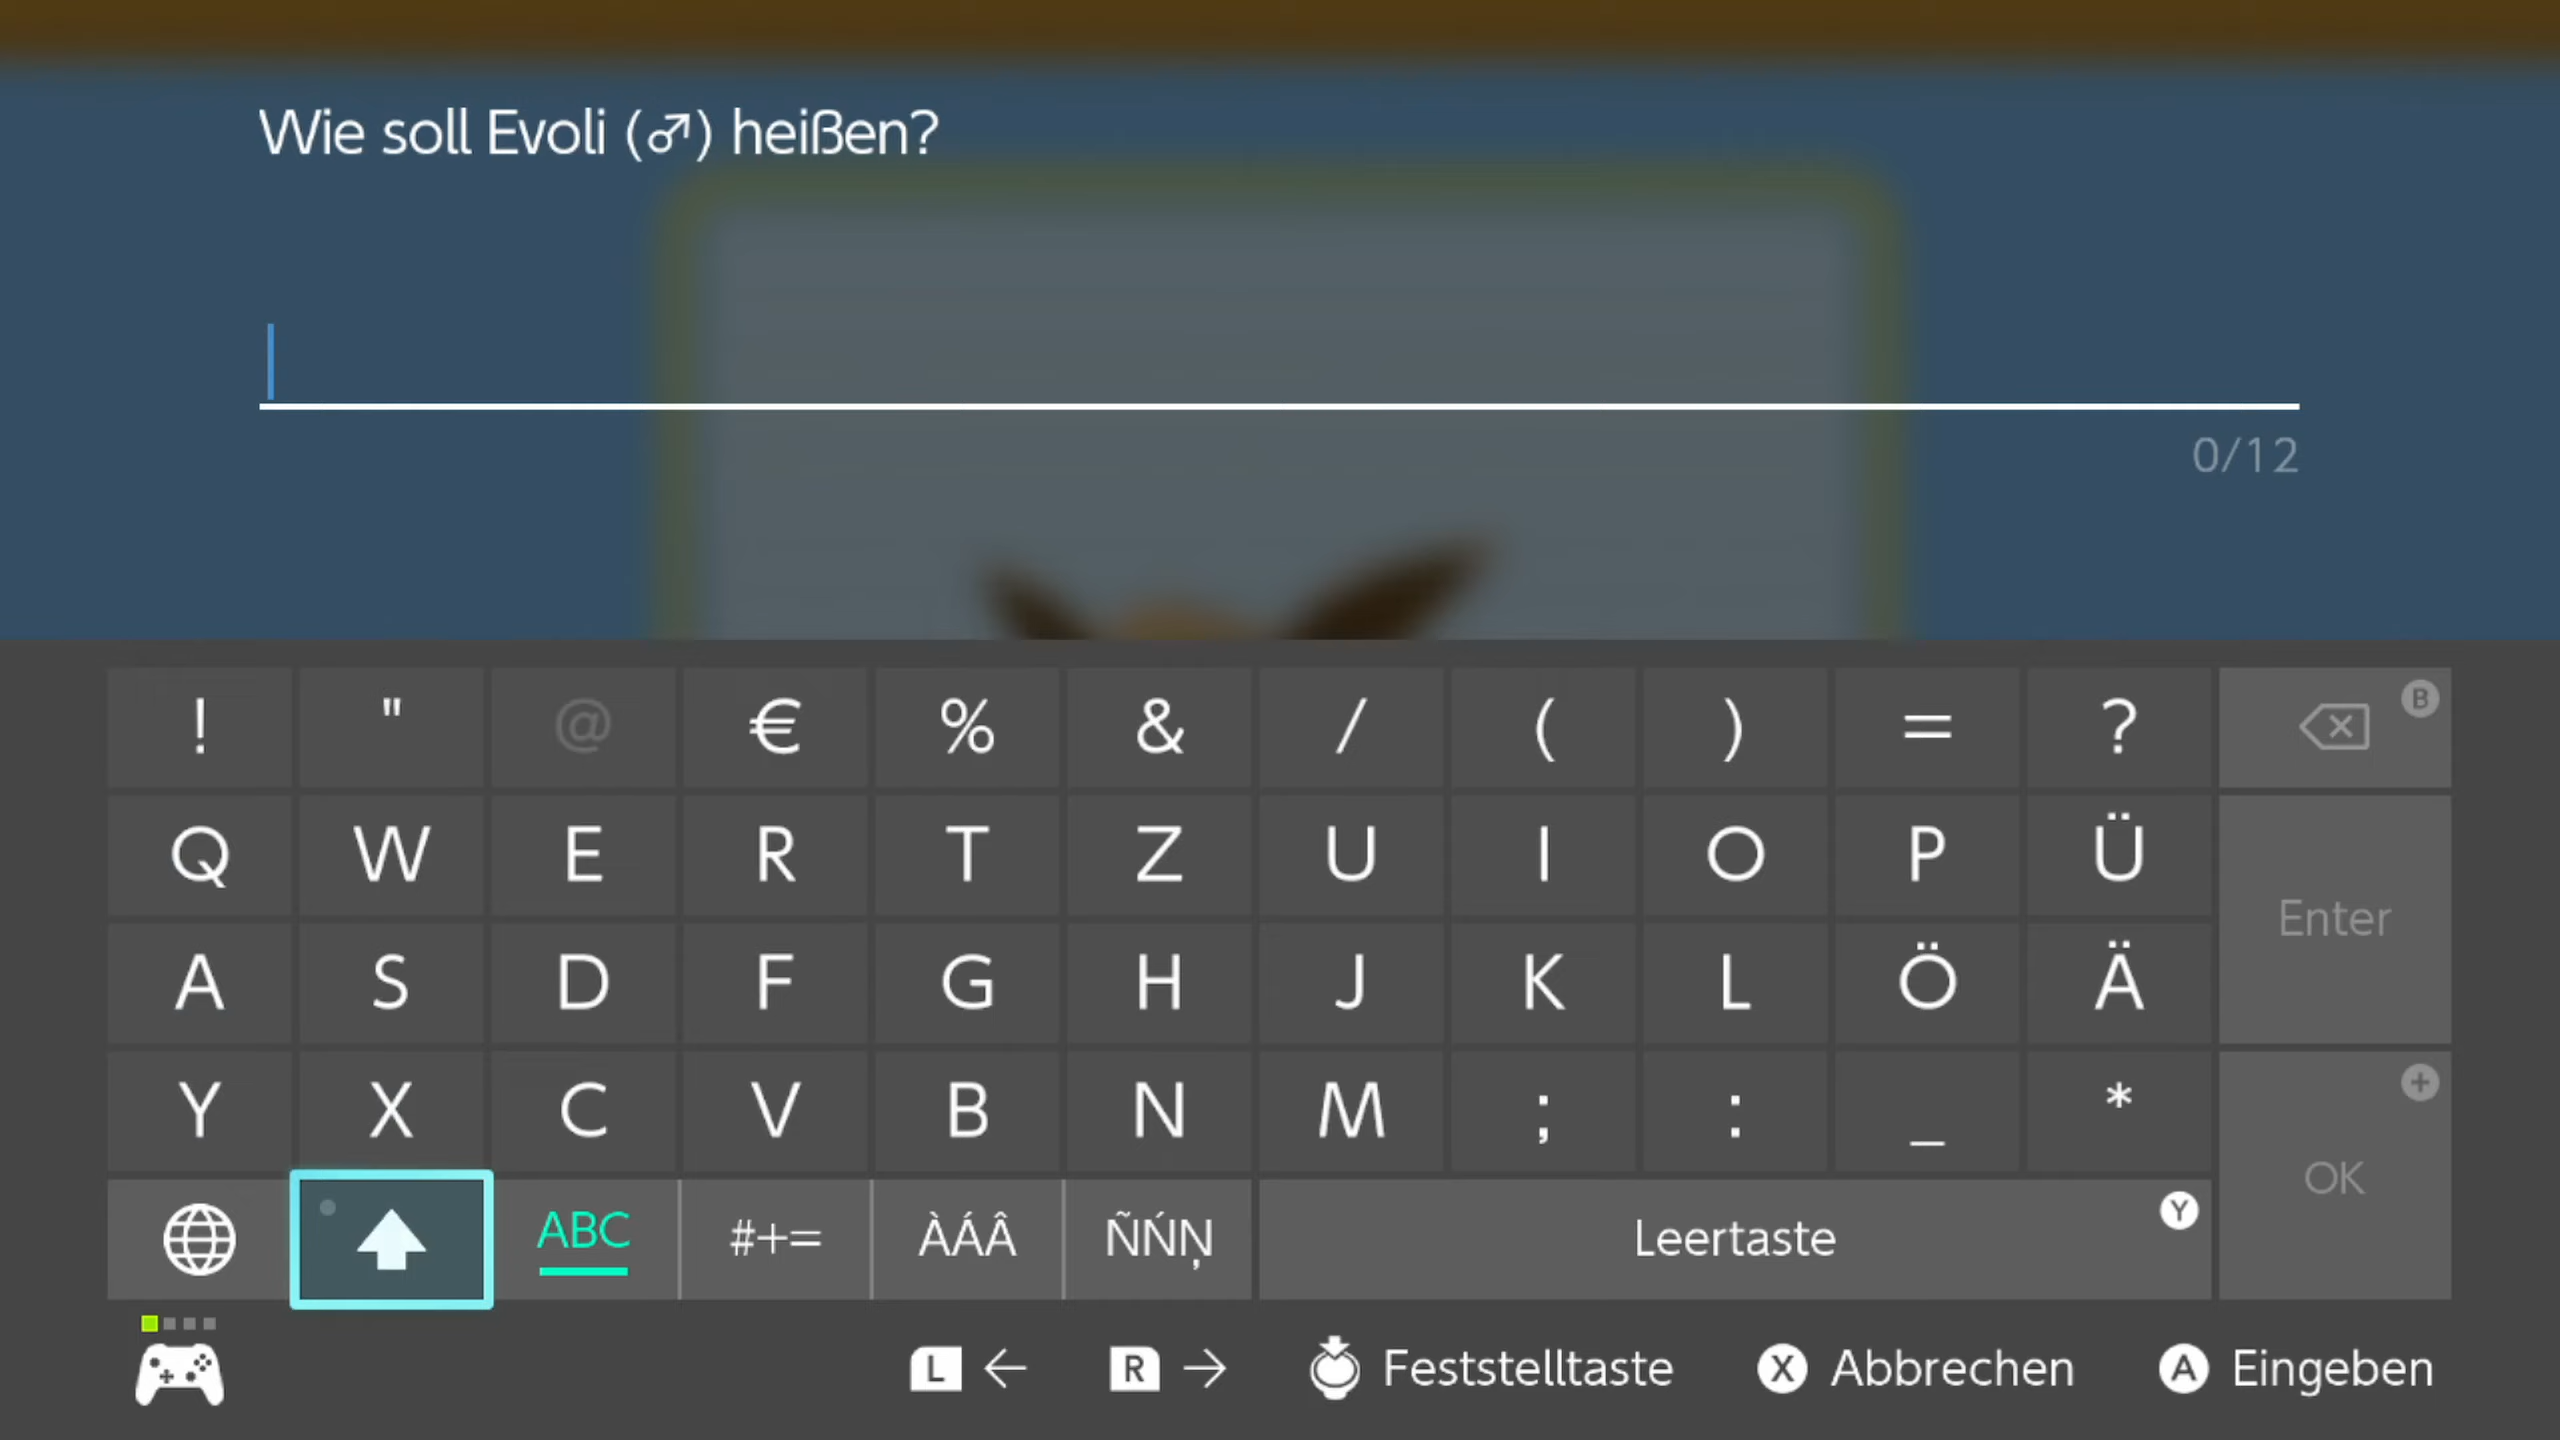 Wie soll Evoli (♂) heißen?
0/12
! " @ € % & / ( ) = ? B
Q W E R T Z U I O P Ü Enter
A S D F G H J K L Ö Ä
Y X C V B N M ; : _ * +
ABC #+= ÀÁÂ ÑŃŅ Leertaste Y OK
L ← R → Feststelltaste X Abbrechen A Eingeben